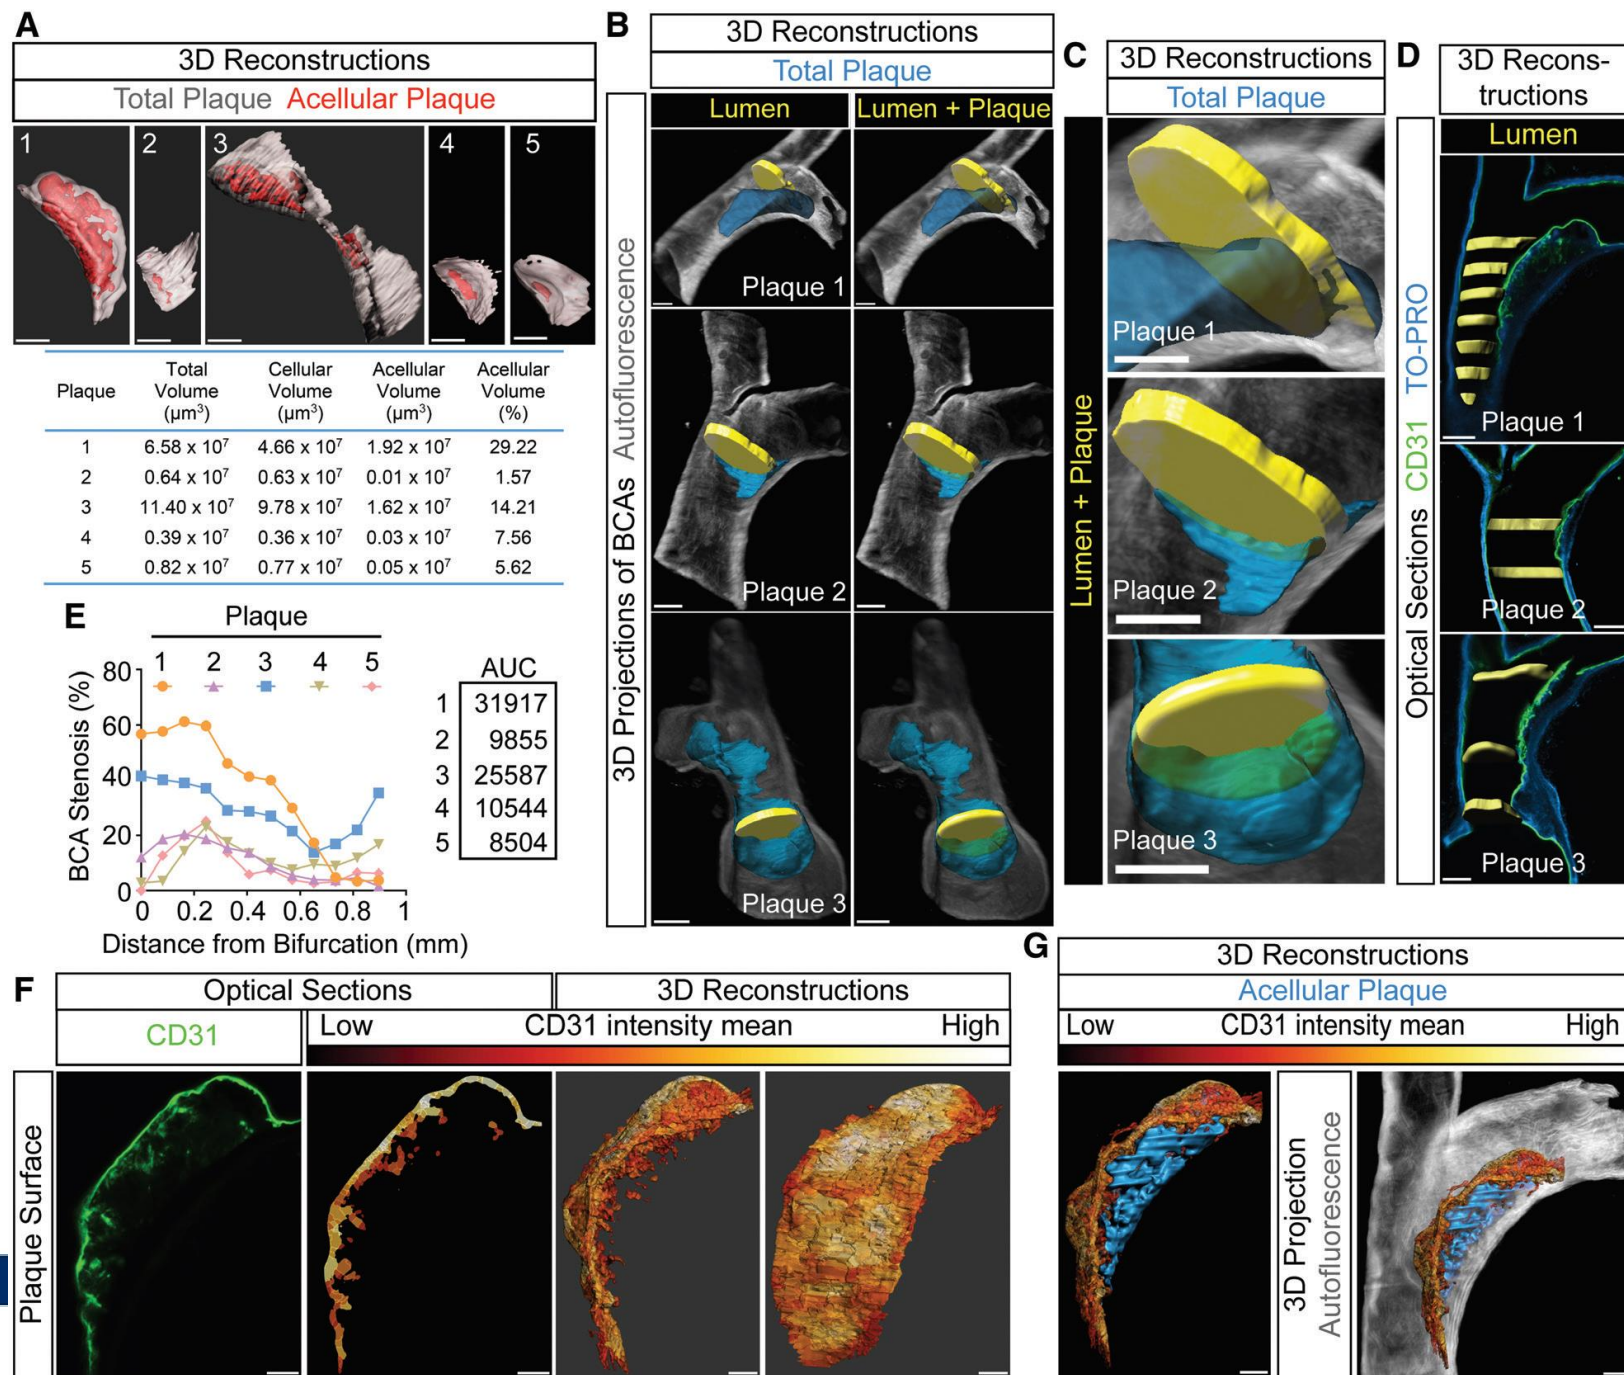 A
3D Reconstructions
Total Plaque Acellular Plaque
1 2 3 4 5
Plaque Total Volume (µm³) Cellular Volume (µm³) Acellular Volume (µm³) Acellular Volume (%)
1 6.58 x 10⁷ 4.66 x 10⁷ 1.92 x 10⁷ 29.22
2 0.64 x 10⁷ 0.63 x 10⁷ 0.01 x 10⁷ 1.57
3 11.40 x 10⁷ 9.78 x 10⁷ 1.62 x 10⁷ 14.21
4 0.39 x 10⁷ 0.36 x 10⁷ 0.03 x 10⁷ 7.56
5 0.82 x 10⁷ 0.77 x 10⁷ 0.05 x 10⁷ 5.62
B
3D Reconstructions
Total Plaque
Lumen
Lumen + Plaque
3D Projections of BCAs Autofluorescence
Plaque 1
Plaque 2
Plaque 3
C
3D Reconstructions
Total Plaque
Lumen + Plaque
Plaque 1
Plaque 2
Plaque 3
D
3D Recons-
tructions
Lumen
Optical Sections CD31 TO-PRO
Plaque 1
Plaque 2
Plaque 3
E
Plaque
1 2 3 4 5
BCA Stenosis (%)
80
60
40
20
0
0 0.2 0.4 0.6 0.8 1
Distance from Bifurcation (mm)
AUC
1 31917
2 9855
3 25587
4 10544
5 8504
F
Optical Sections
3D Reconstructions
CD31
Low CD31 intensity mean High
Plaque Surface
G
3D Reconstructions
Acellular Plaque
Low CD31 intensity mean High
3D Projection
Autofluorescence